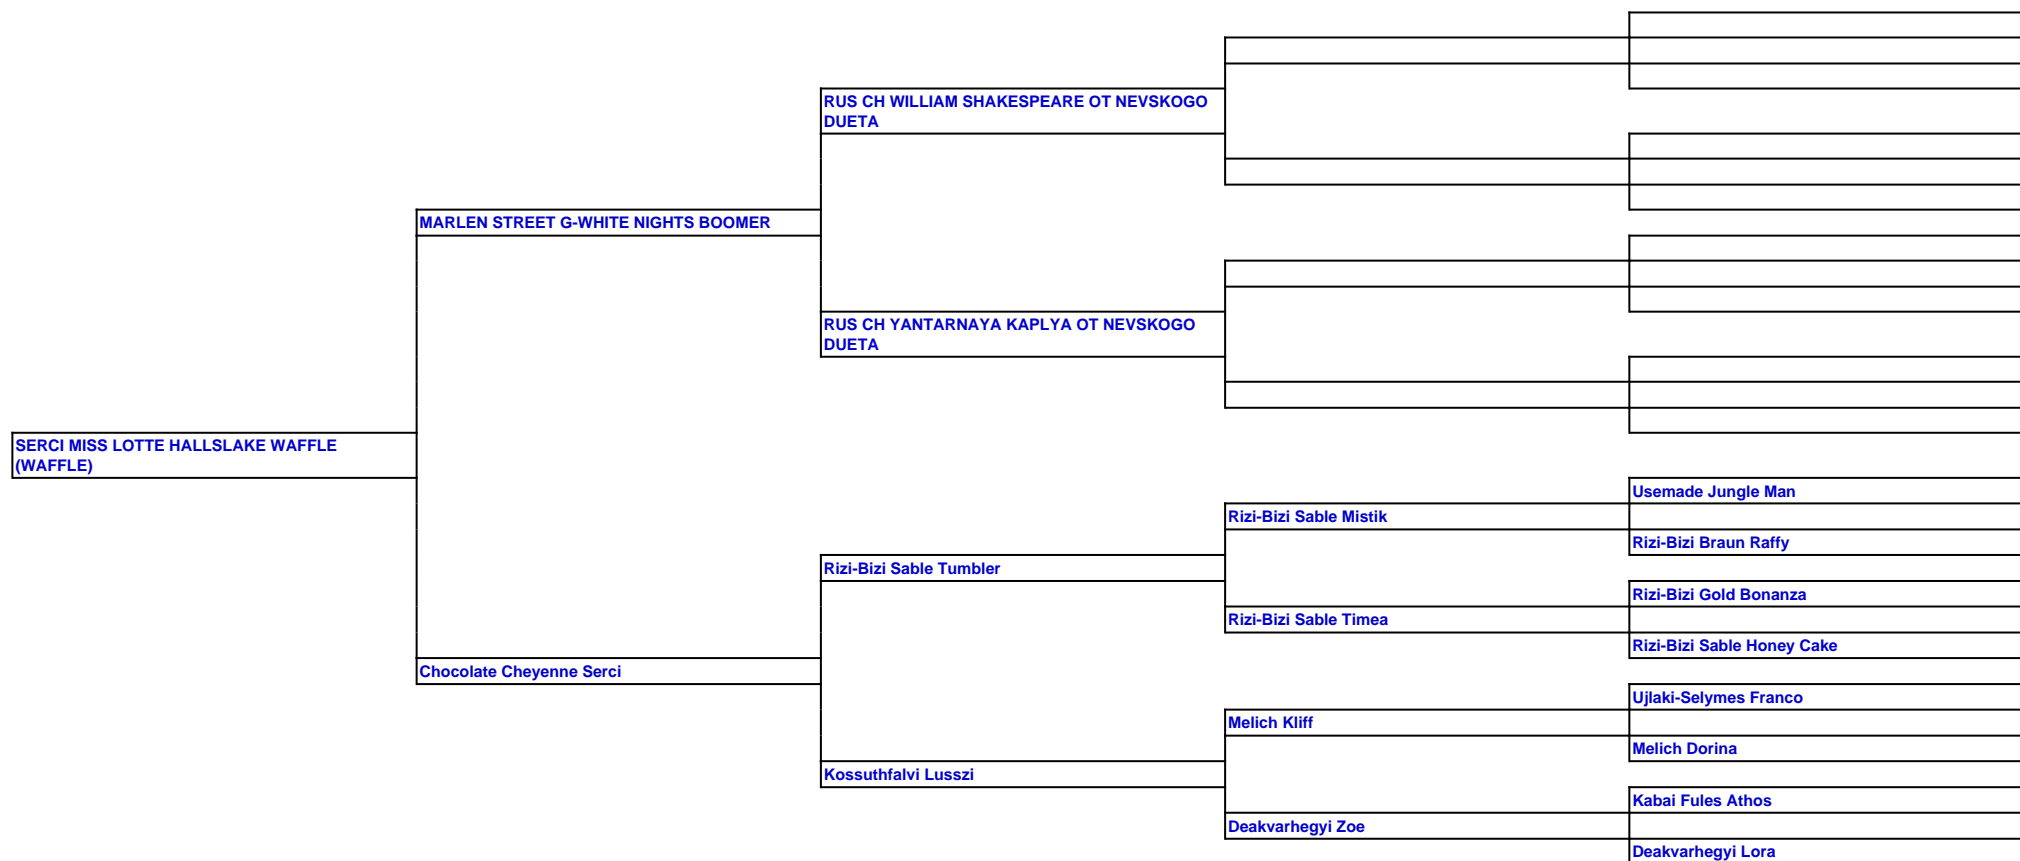 RUS CH WILLIAM SHAKESPEARE OT NEVSKOGO
DUETA
MARLEN STREET G-WHITE NIGHTS BOOMER
RUS CH YANTARNAYA KAPLYA OT NEVSKOGO
DUETA
SERCI MISS LOTTE HALLSLAKE WAFFLE
(WAFFLE)
Usemade Jungle Man
Rizi-Bizi Sable Mistik
Rizi-Bizi Braun Raffy
Rizi-Bizi Sable Tumbler
Rizi-Bizi Gold Bonanza
Rizi-Bizi Sable Timea
Rizi-Bizi Sable Honey Cake
Chocolate Cheyenne Serci
Ujlaki-Selymes Franco
Melich Kliff
Melich Dorina
Kossuthfalvi Lusszi
Kabai Fules Athos
Deakvarhegyi Zoe
Deakvarhegyi Lora